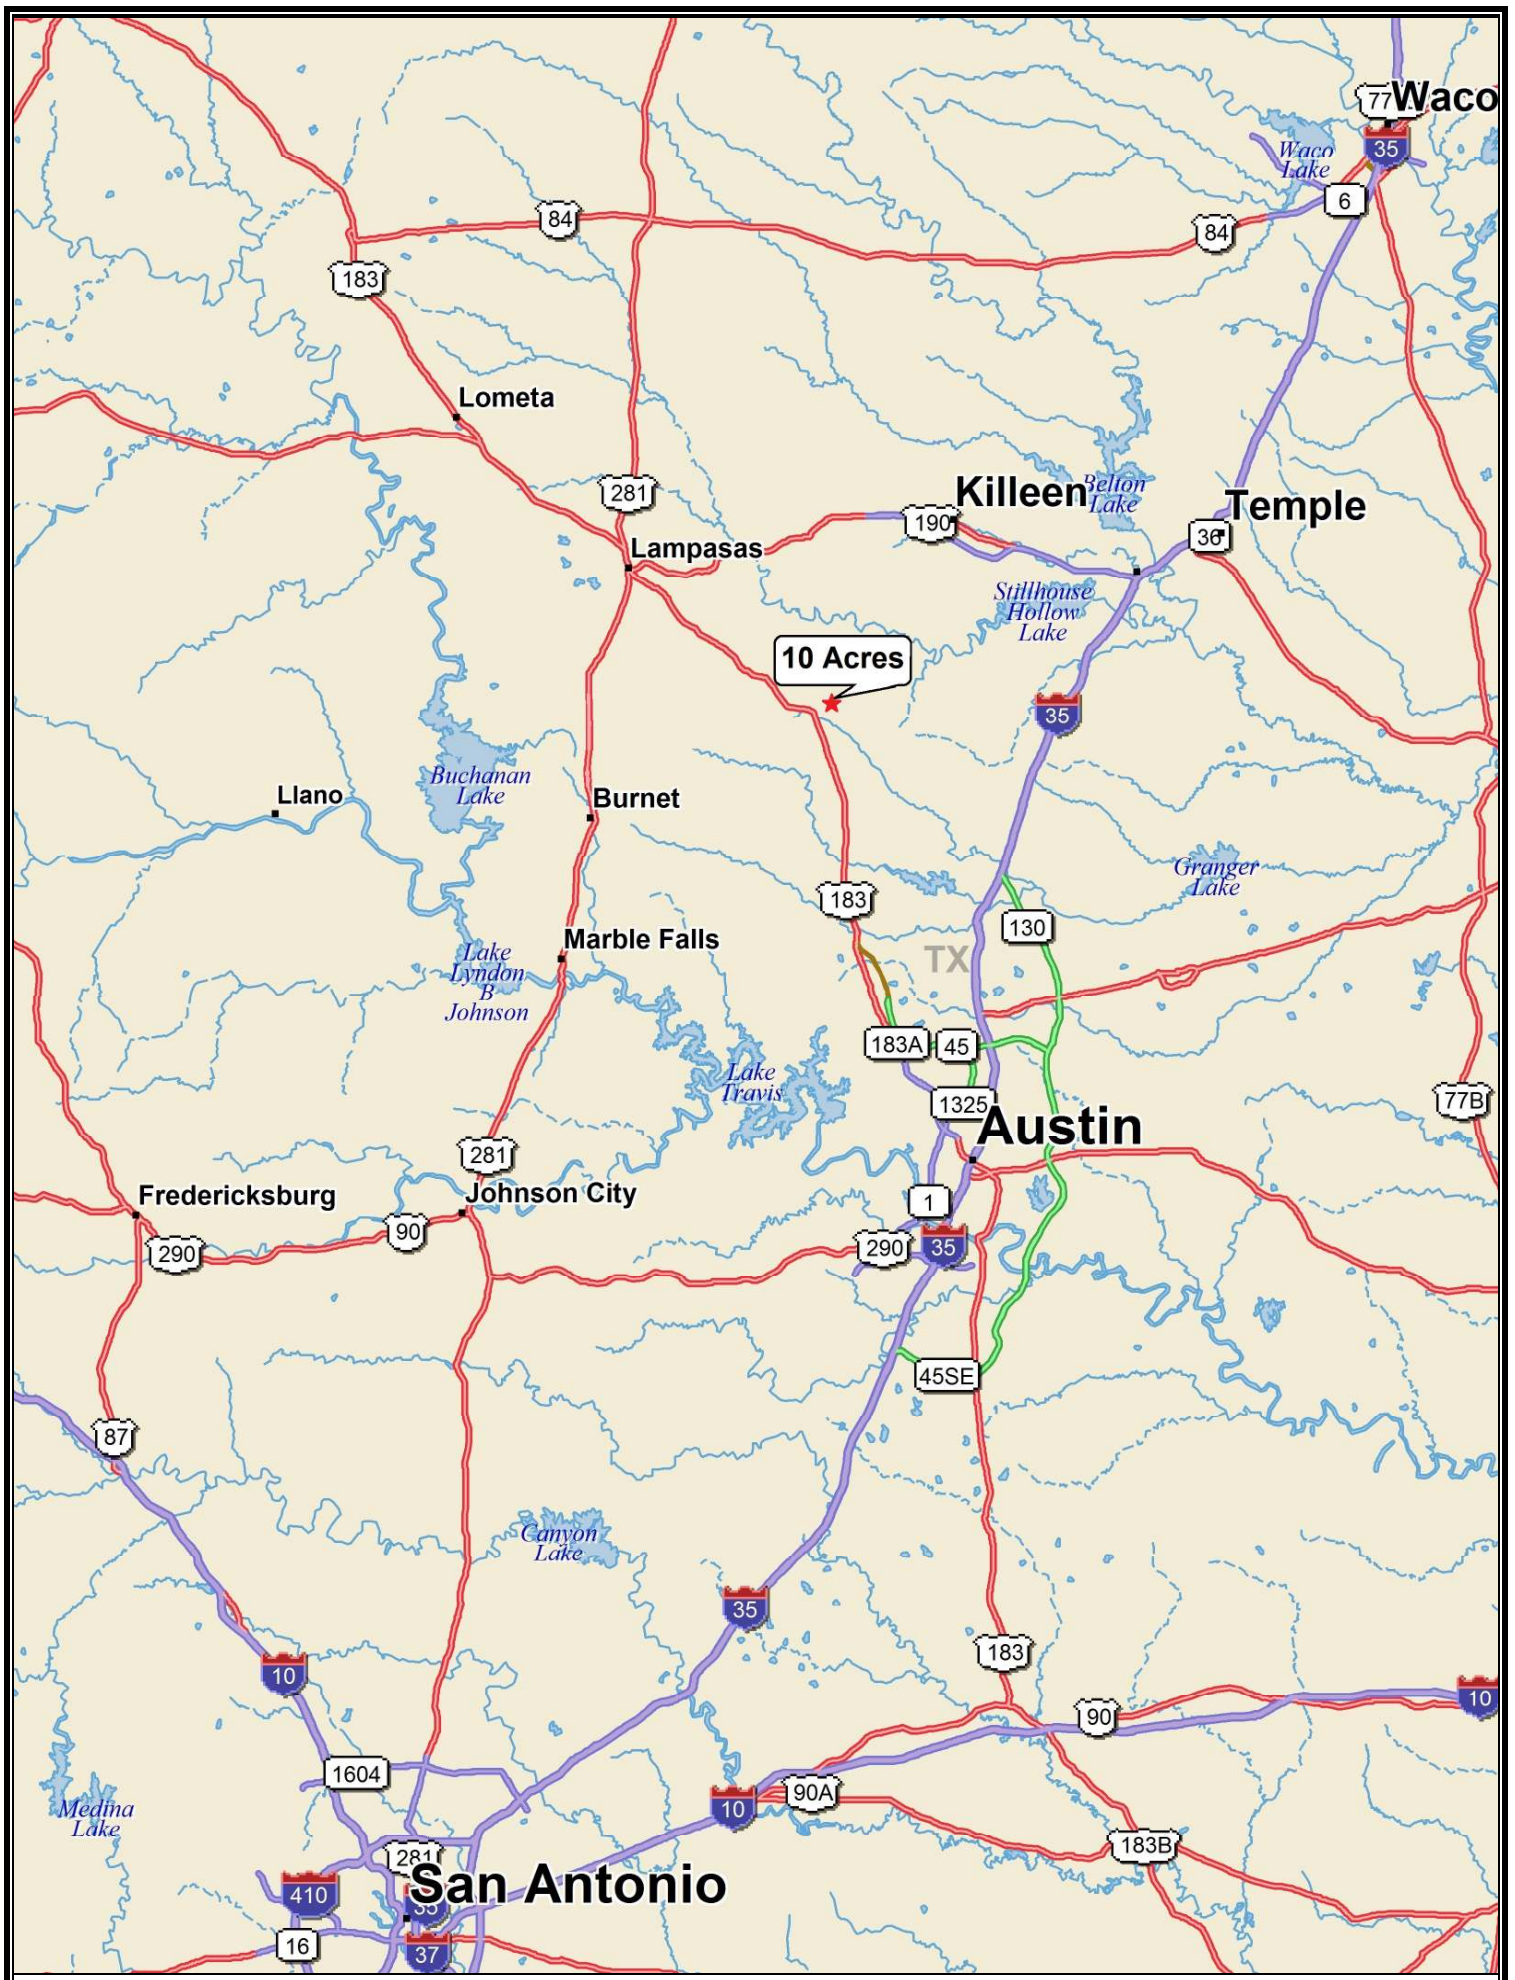 77
Waco
Waco
Lake
35
6
84
84
183
Lometa
281
Killeen
Belton
Lake
190
Temple
36
Lampasas
Stillhouse
Hollow
Lake
10 Acres
35
Buchanan
Lake
Llano
Burnet
Granger
Lake
183
130
TX
Marble Falls
Lake
Lyndon
B
Johnson
183A
45
Lake
Travis
1325
77B
Austin
281
Fredericksburg
Johnson City
1
90
290
290
35
45SE
87
Canyon
Lake
35
183
10
10
90
1604
90A
10
Medina
Lake
183B
281
San Antonio
410
35
16
37